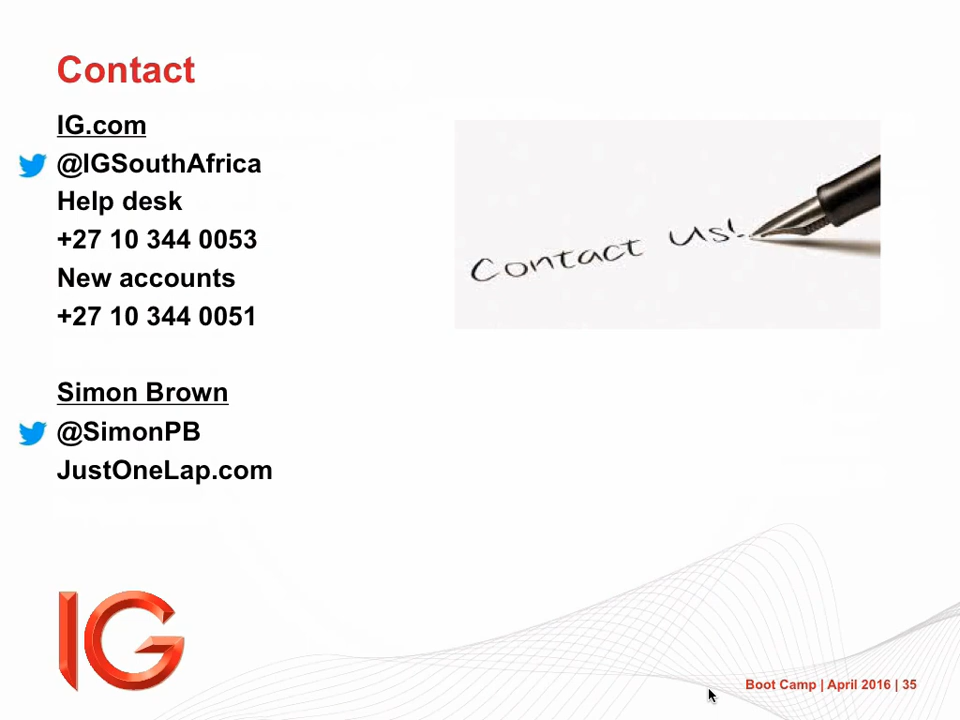 Contact
IG.com
@IGSouthAfrica
Help desk
+27 10 344 0053
New accounts
+27 10 344 0051
Contact Us!
Simon Brown
@SimonPB
JustOneLap.com
IG
Boot Camp | April 2016 | 35